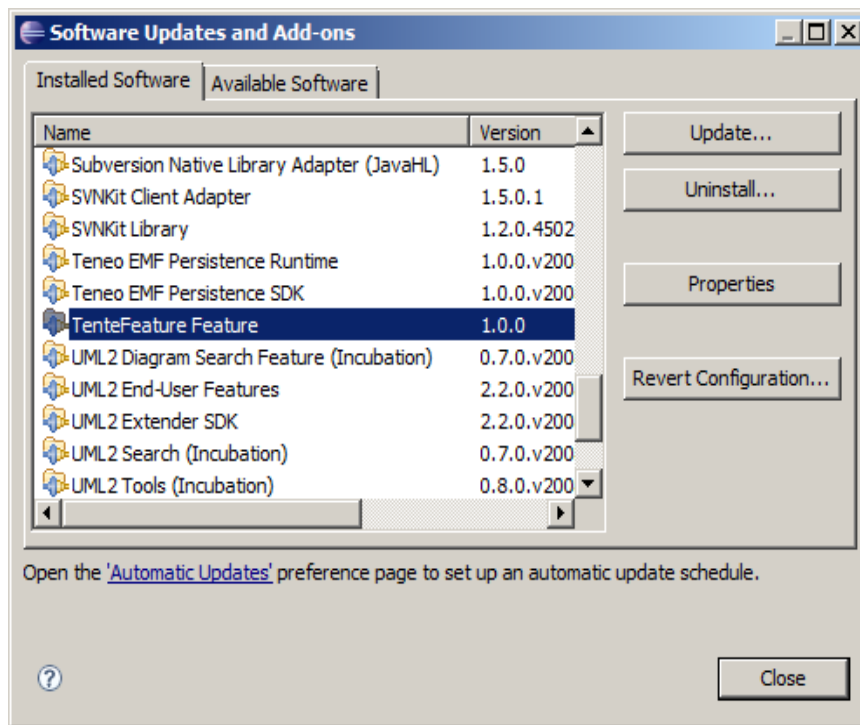 Software Updates and Add-ons
Installed Software Available Software
Name Version
Subversion Native Library Adapter (JavaHL) 1.5.0
SVNKit Client Adapter 1.5.0.1
SVNKit Library 1.2.0.4502
Teneo EMF Persistence Runtime 1.0.0.v200
Teneo EMF Persistence SDK 1.0.0.v200
TenteFeature Feature 1.0.0
UML2 Diagram Search Feature (Incubation) 0.7.0.v200
UML2 End-User Features 2.2.0.v200
UML2 Extender SDK 2.2.0.v200
UML2 Search (Incubation) 0.7.0.v200
UML2 Tools (Incubation) 0.8.0.v200
Update...
Uninstall...
Properties
Revert Configuration...
Open the 'Automatic Updates' preference page to set up an automatic update schedule.
?
Close